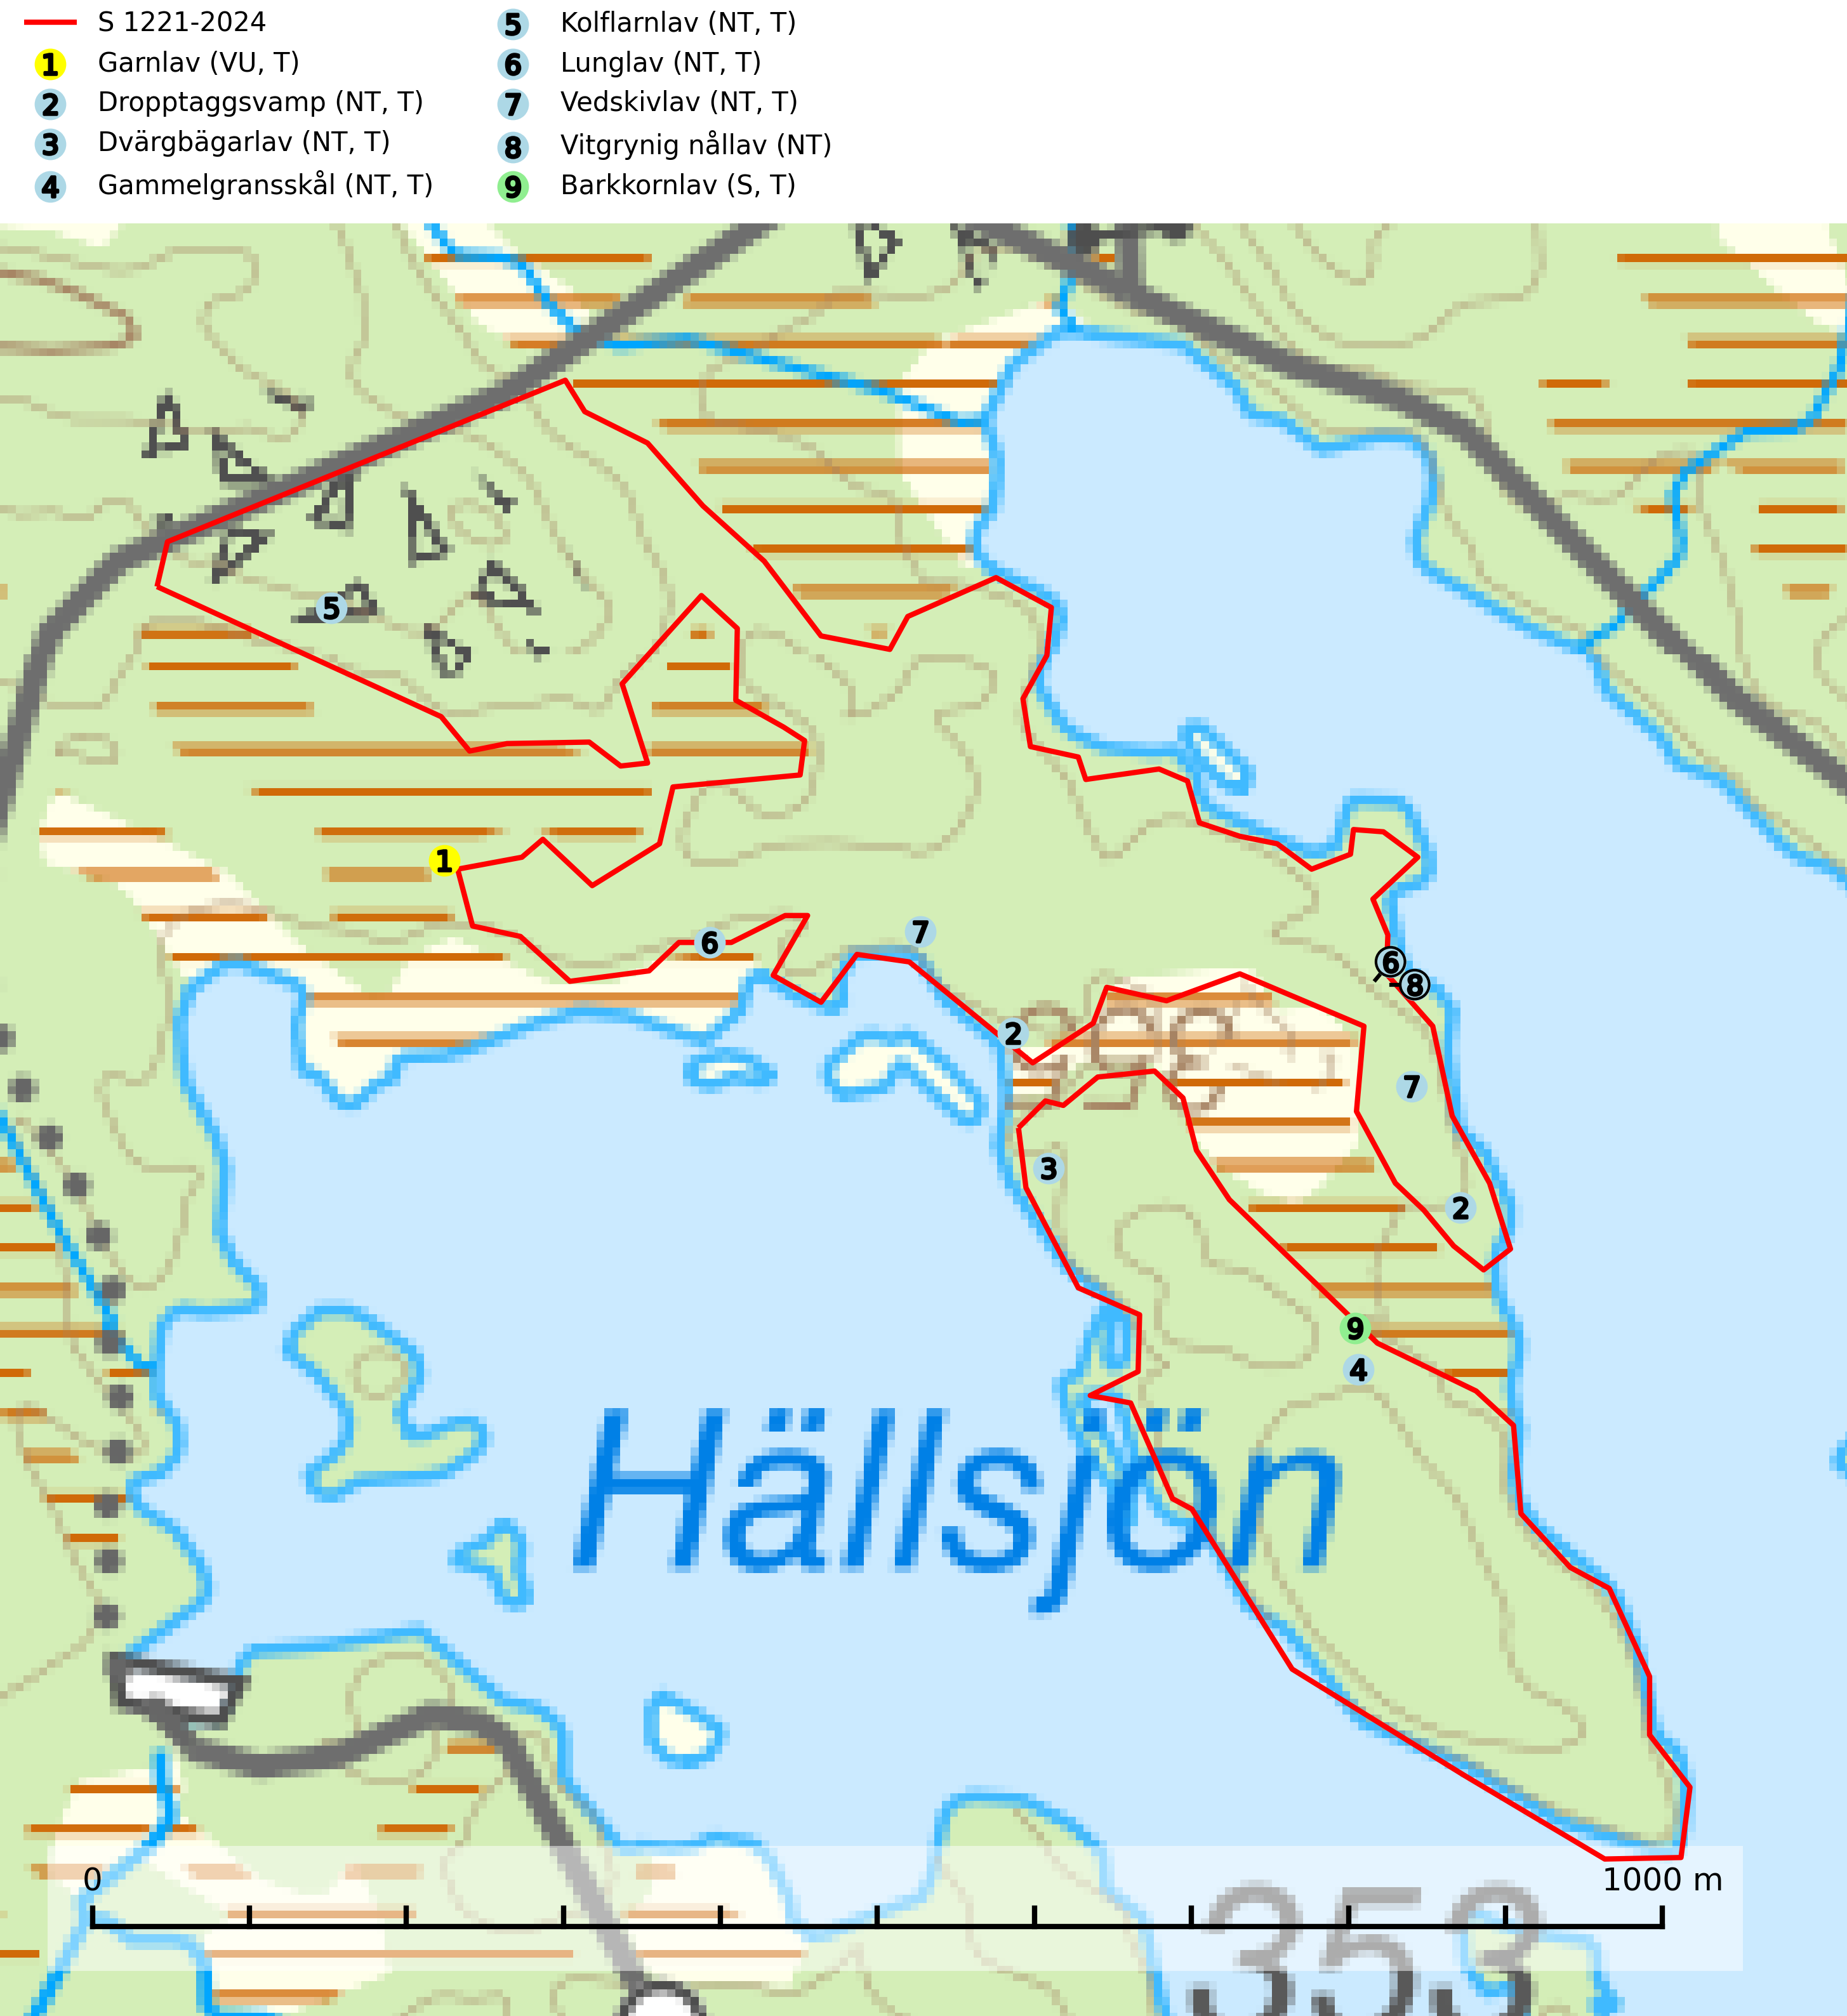 S 1221-2024
1 Garnlav (VU, T)
2 Dropptaggsvamp (NT, T)
3 Dvärgbägarlav (NT, T)
4 Gammelgransskål (NT, T)
5 Kolflarnlav (NT, T)
6 Lunglav (NT, T)
7 Vedskivlav (NT, T)
8 Vitgrynig nållav (NT)
9 Barkkornlav (S, T)
5
1
6
7
6
8
2
7
3
2
9
4
Hällsjön
0
1000 m
353